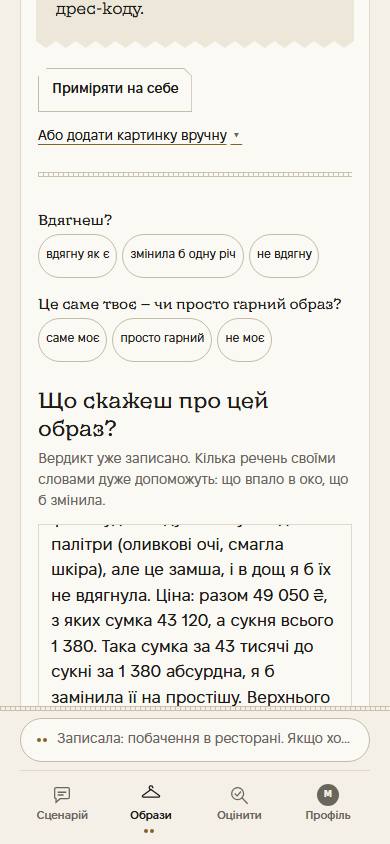 дрес-коду.
Приміряти на себе
Або додати картинку вручну ▾
Вдягнеш?
вдягну як є
змінила б одну річ
не вдягну
Це саме твоє – чи просто гарний образ?
саме моє
просто гарний
не моє
Що скажеш про цей
образ?
Вердикт уже записано. Кілька речень своїми
словами дуже допоможуть: що впало в око, що
б змінила.
палітри (оливкові очі, смагла
шкіра), але це замша, і в дощ я б їх
не вдягнула. Ціна: разом 49 050 ₴,
з яких сумка 43 120, а сукня всього
1 380. Така сумка за 43 тисячі до
сукні за 1 380 абсурдна, я б
замінила її на простішу. Верхнього
Записала: побачення в ресторані. Якщо хо...
Сценарій
Образи
Оцінити
М
Профіль